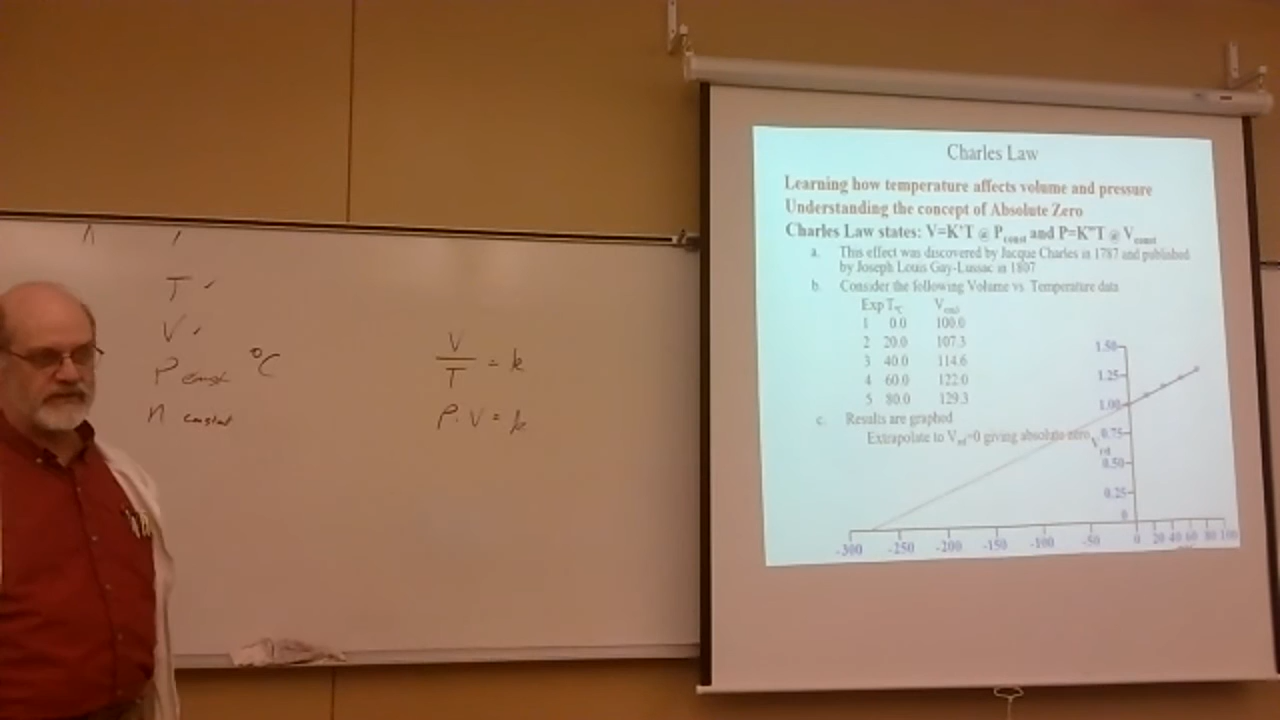 T ✓
V ✓
P const °C
n constant
V
T = k
P·V = k
Charles Law
Learning how temperature affects volume and pressure
Understanding the concept of Absolute Zero
Charles Law states: V=K'T @ Pconst and P=K"T @ Vconst
a. This effect was discovered by Jacque Charles in 1787 and published
by Joseph Louis Gay-Lussac in 1807
b. Consider the following Volume vs. Temperature data
Exp T°C
1 0.0 100.0
2 20.0 107.3
3 40.0 114.6
4 60.0 122.0
5 80.0 129.3
c. Results are graphed
Extrapolate to Vrel=0 giving absolute zero
1.50
1.25
1.00
0.75
0.50
0.25
0
-300 -250 -200 -150 -100 -50 0 20 40 60 80 100